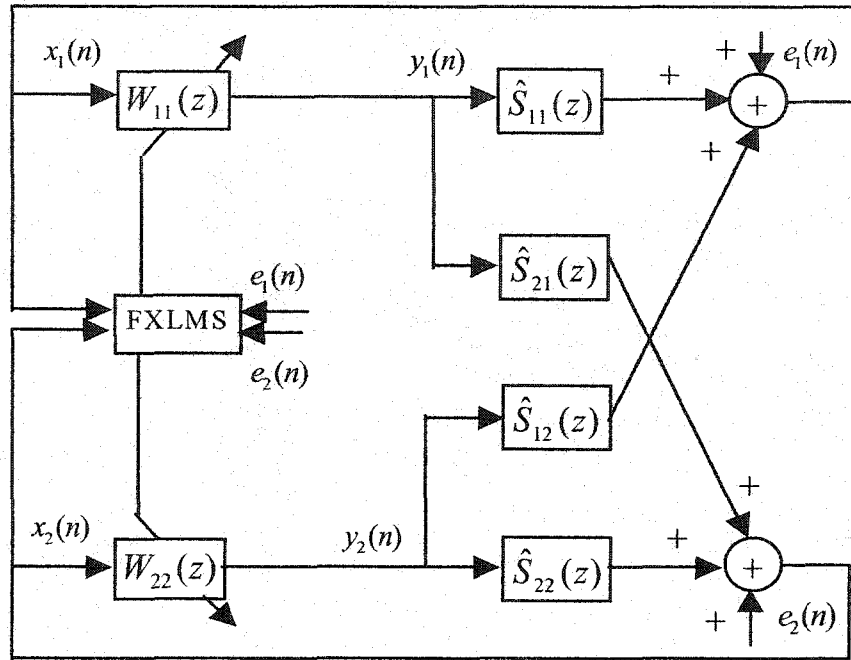 x₁(n)
W₁₁(z)
y₁(n)
Ŝ₁₁(z)
+
+
+
+
e₁(n)
Ŝ₂₁(z)
e₁(n)
FXLMS
e₂(n)
Ŝ₁₂(z)
x₂(n)
W₂₂(z)
y₂(n)
Ŝ₂₂(z)
+
+
+
+
e₂(n)